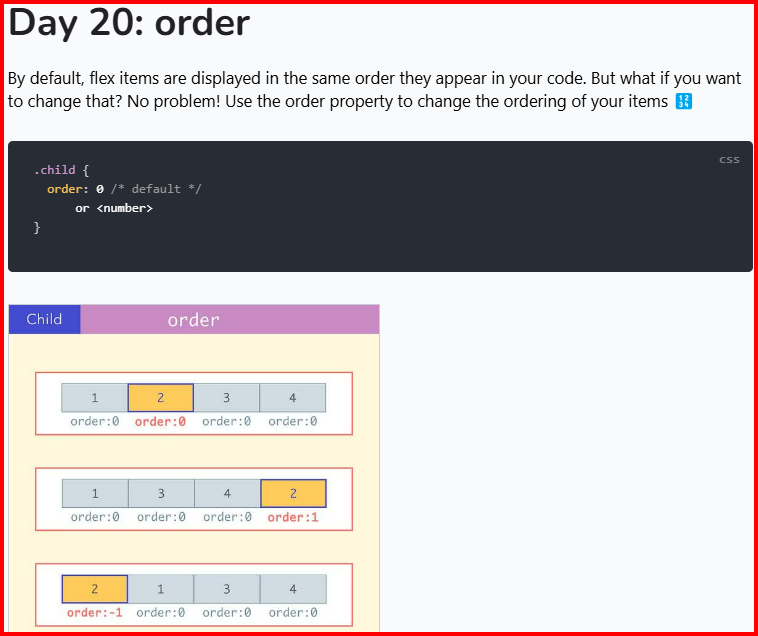 Day 20: order
By default, flex items are displayed in the same order they appear in your code. But what if you want
to change that? No problem! Use the order property to change the ordering of your items 🔢
css
.child {
order: 0 /* default */
or <number>
}
Child order
1 2 3 4
order:0 order:0 order:0 order:0
1 3 4 2
order:0 order:0 order:0 order:1
2 1 3 4
order:-1 order:0 order:0 order:0